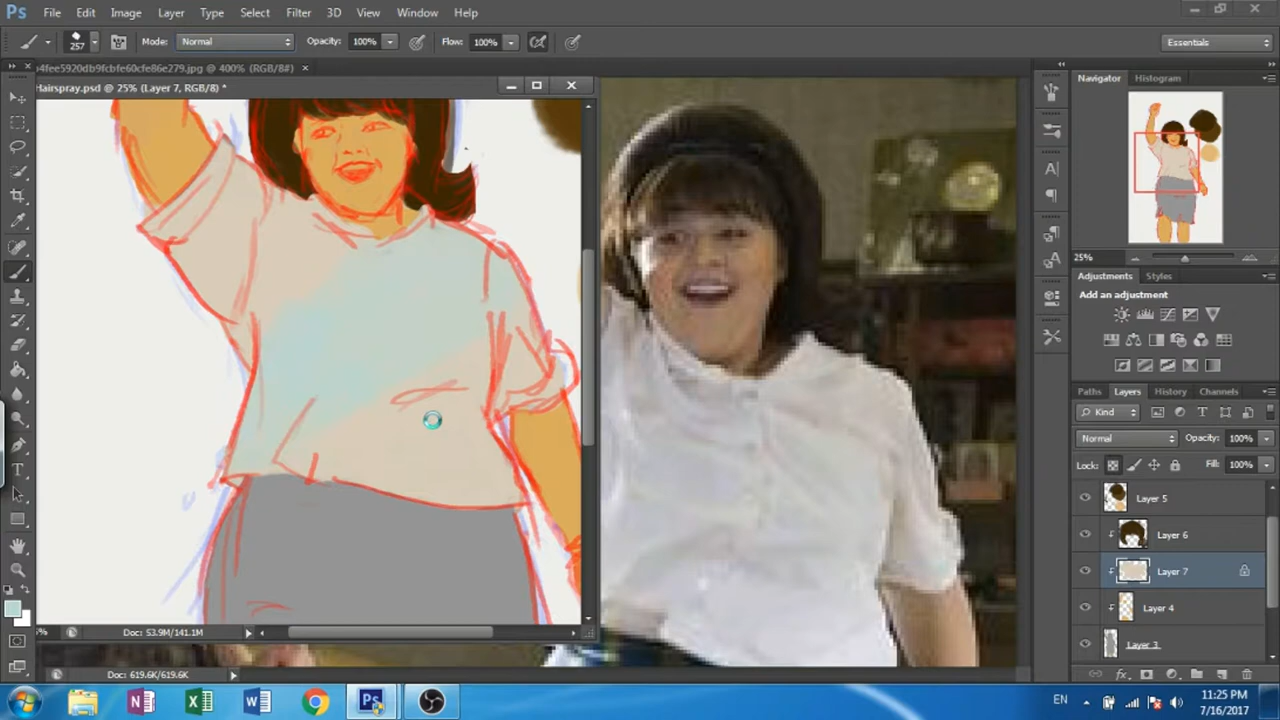 Ps File Edit Image Layer Type Select Filter 3D View Window Help
257 Mode: Normal Opacity: 100% Flow: 100% Essentials
b4fee5920db9fcbfe60cfe86e279.jpg @ 400% (RGB/8#) ×
Hairspray.psd @ 25% (Layer 7, RGB/8) *
Navigator Histogram
25%
Adjustments Styles
Add an adjustment
Paths Layers History Channels
Kind
Normal Opacity: 100%
Lock: Fill: 100%
Layer 5
Layer 6
Layer 7
Layer 4
Layer 3
Doc: 53.9M/141.1M
Doc: 619.6K/619.6K
EN 11:25 PM
7/16/2017